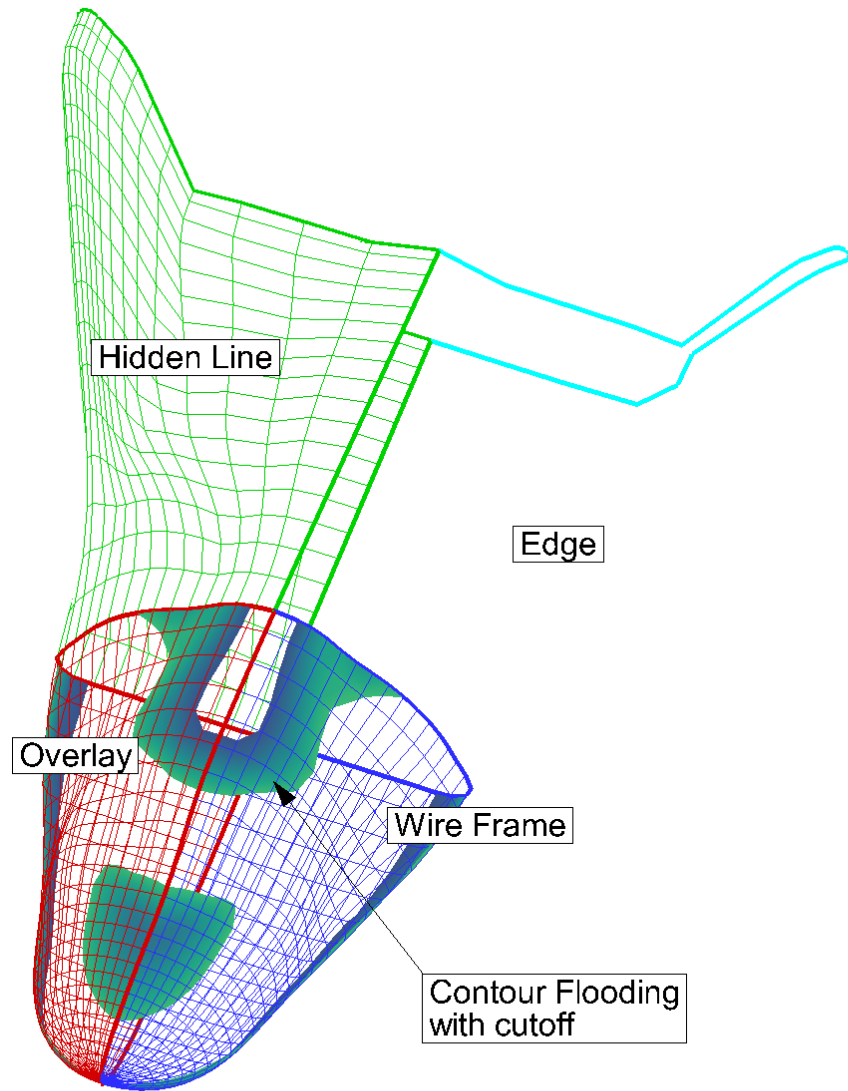 Hidden Line
Edge
Overlay
Wire Frame
Contour Flooding
with cutoff